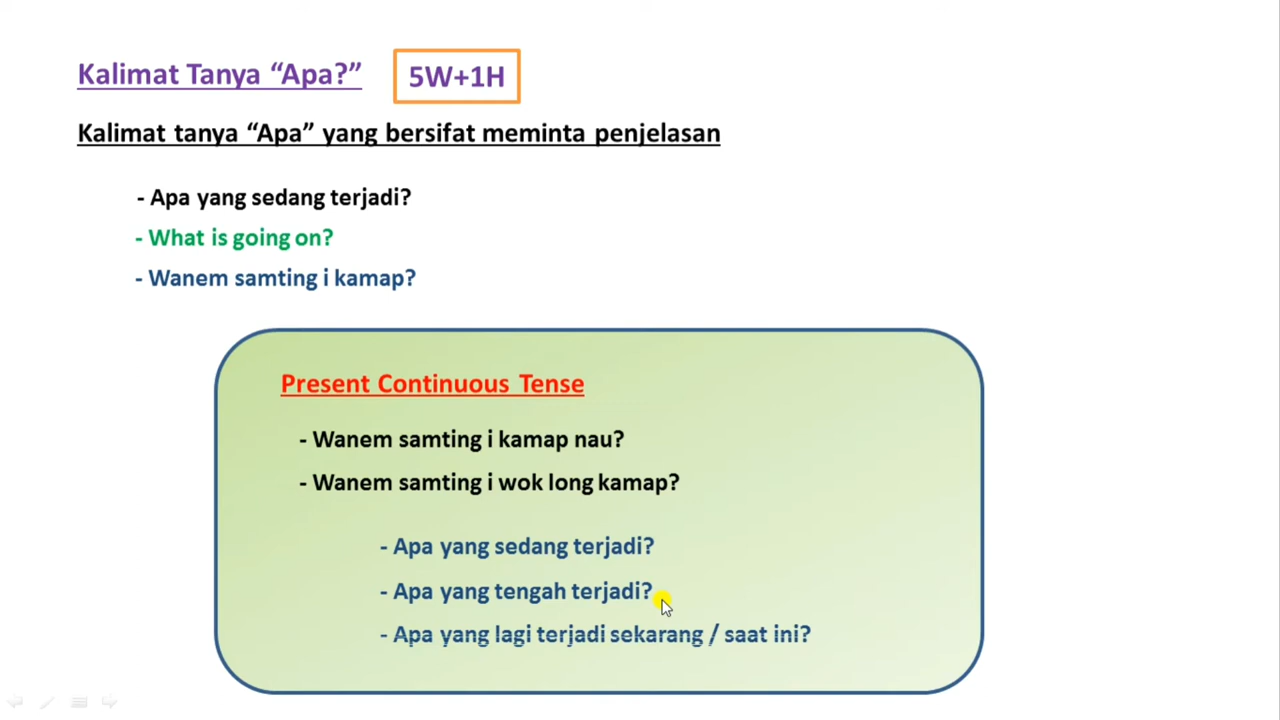 Kalimat Tanya “Apa?” 5W+1H
Kalimat tanya “Apa” yang bersifat meminta penjelasan
- Apa yang sedang terjadi?
- What is going on?
- Wanem samting i kamap?
Present Continuous Tense
- Wanem samting i kamap nau?
- Wanem samting i wok long kamap?
- Apa yang sedang terjadi?
- Apa yang tengah terjadi?
- Apa yang lagi terjadi sekarang / saat ini?